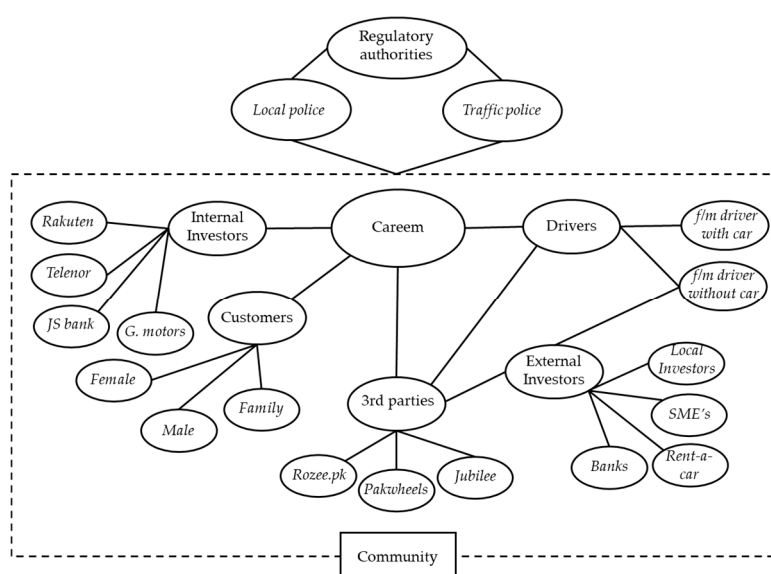 Regulatory
authorities
Local police
Traffic police
Rakuten
Internal
Investors
Careem
Drivers
f/m driver
with car
Telenor
f/m driver
without car
JS bank
G. motors
Customers
Female
Male
Family
3rd parties
External
Investors
Local
Investors
SME's
Rozee.pk
Pakwheels
Jubilee
Banks
Rent-a-
car
Community